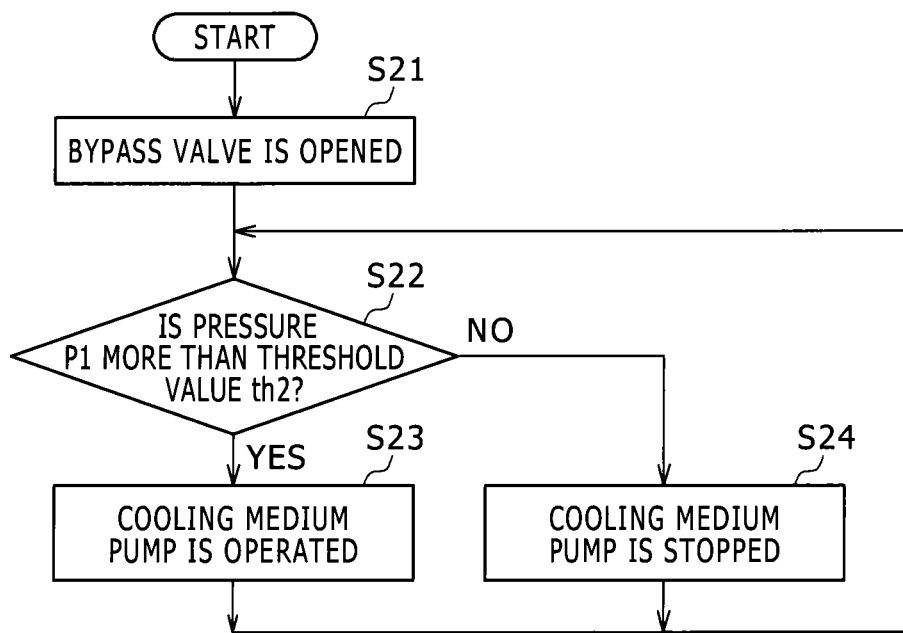 START
S21
BYPASS VALVE IS OPENED
S22
IS PRESSURE
P1 MORE THAN THRESHOLD
VALUE th2?
NO
YES
S23
COOLING MEDIUM
PUMP IS OPERATED
S24
COOLING MEDIUM
PUMP IS STOPPED